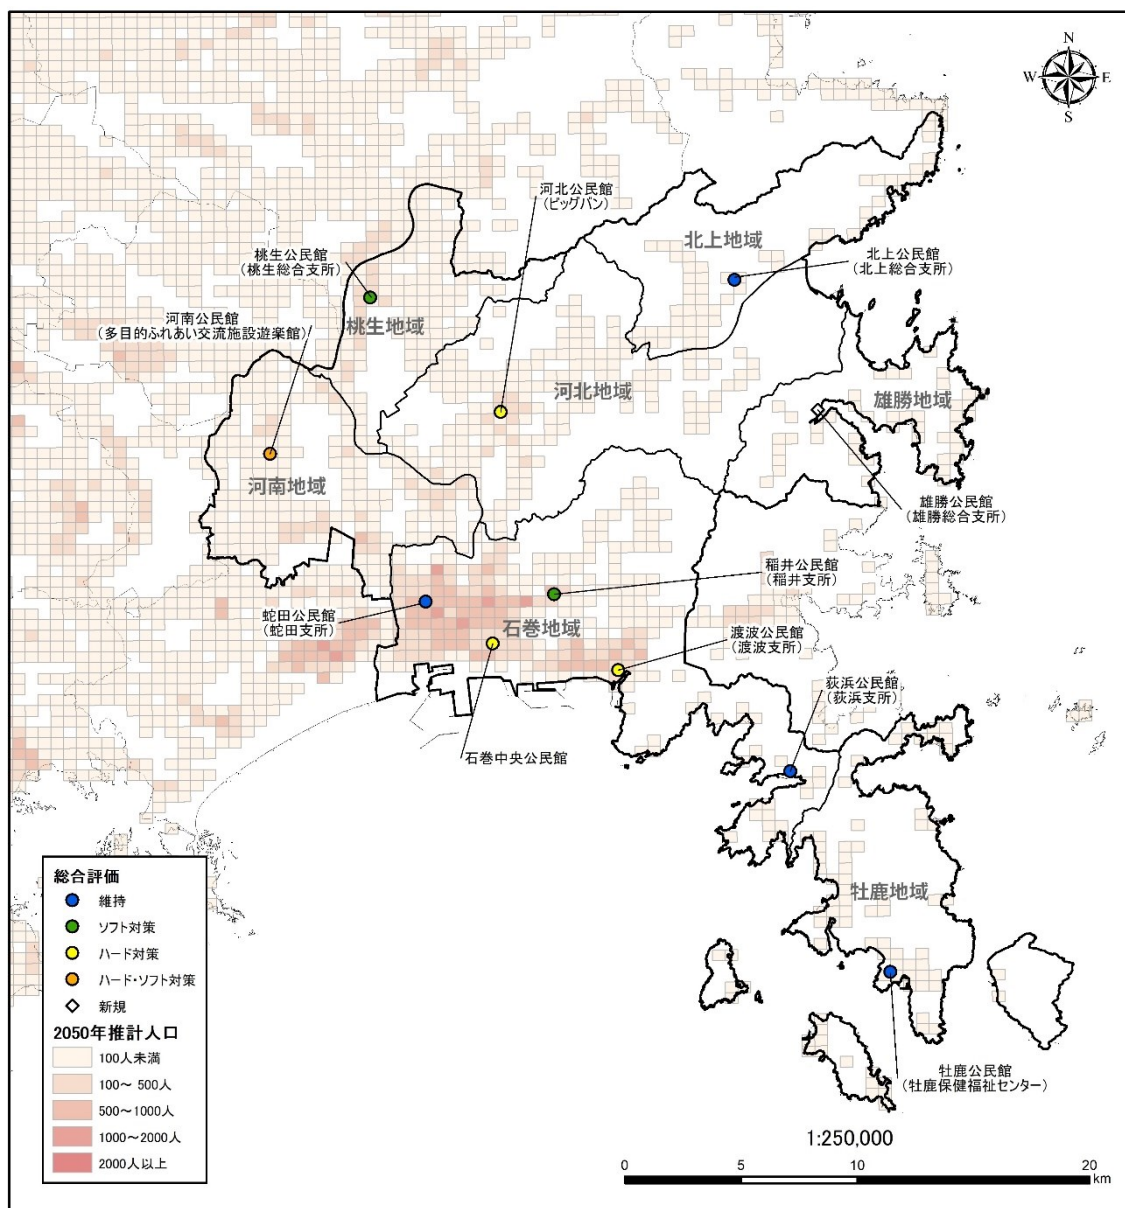 N
W
E
S
河北公民館
(ビッグバン)
北上地域
北上公民館
(北上総合支所)
桃生公民館
(桃生総合支所)
河南公民館
(多目的ふれあい交流施設遊楽館)
桃生地域
河北地域
雄勝地域
河南地域
雄勝公民館
(雄勝総合支所)
稲井公民館
(稲井支所)
蛇田公民館
(蛇田支所)
石巻地域
渡波公民館
(渡波支所)
荻浜公民館
(荻浜支所)
石巻中央公民館
牡鹿地域
牡鹿公民館
(牡鹿保健福祉センター)
総合評価
維持
ソフト対策
ハード対策
ハード・ソフト対策
新規
2050年推計人口
100人未満
100～ 500人
500～1000人
1000～2000人
2000人以上
1:250,000
0 5 10 20
km